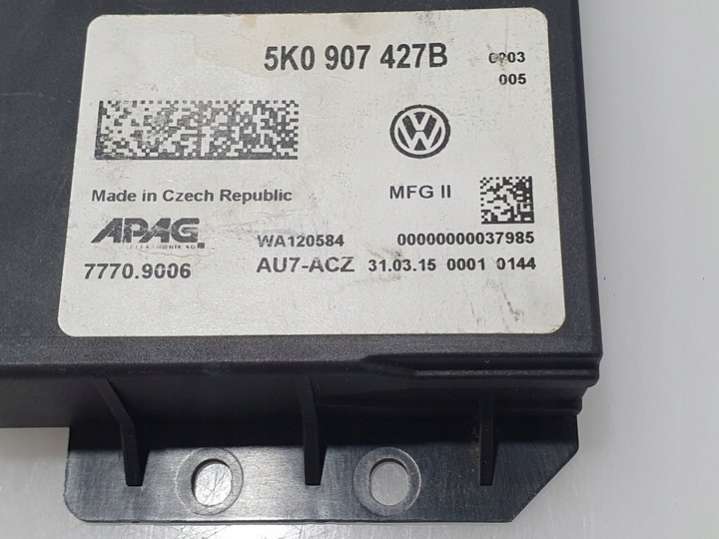 5K0 907 427B
005
Made in Czech Republic
MFG II
APAG
WA120584 00000000037985
7770.9006
AU7-ACZ 31.03.15 0001 0144